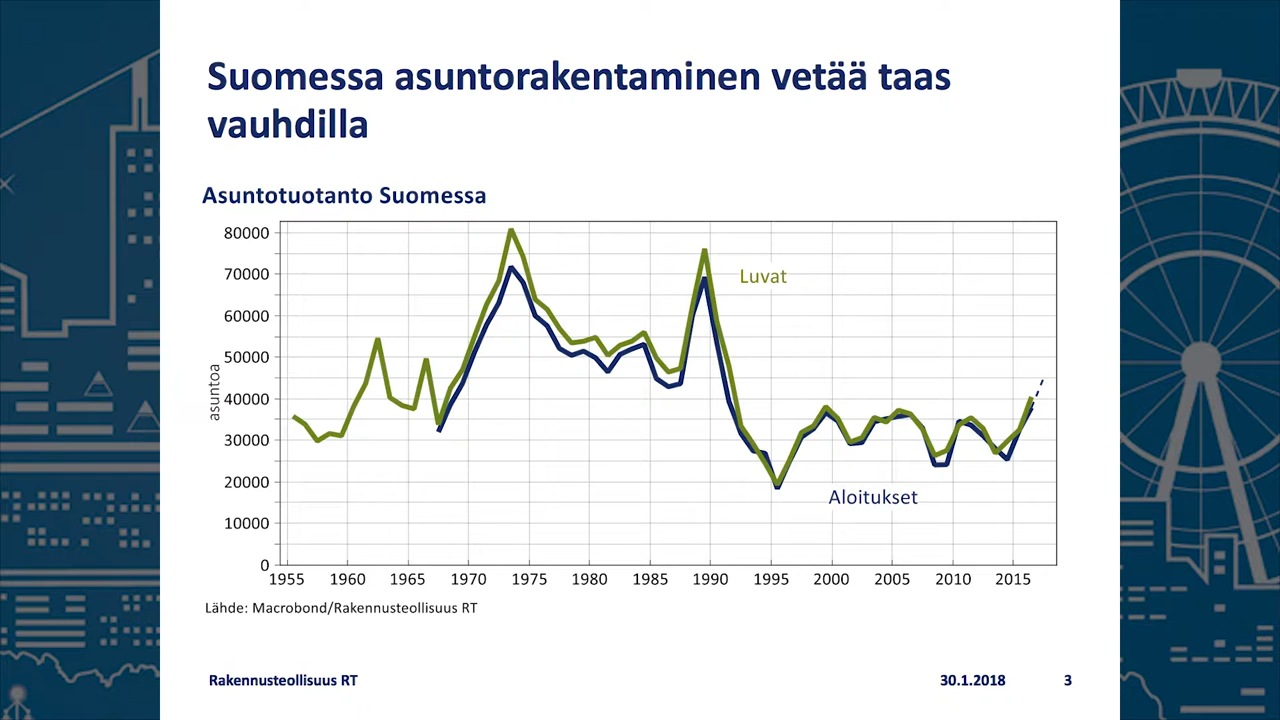 Suomessa asuntorakentaminen vetää taas
vauhdilla
Asuntotuotanto Suomessa
80000
70000
60000
50000
40000
30000
20000
10000
0
asuntoa
Luvat
Aloitukset
1955 1960 1965 1970 1975 1980 1985 1990 1995 2000 2005 2010 2015
Lähde: Macrobond/Rakennusteollisuus RT
Rakennusteollisuus RT 30.1.2018 3